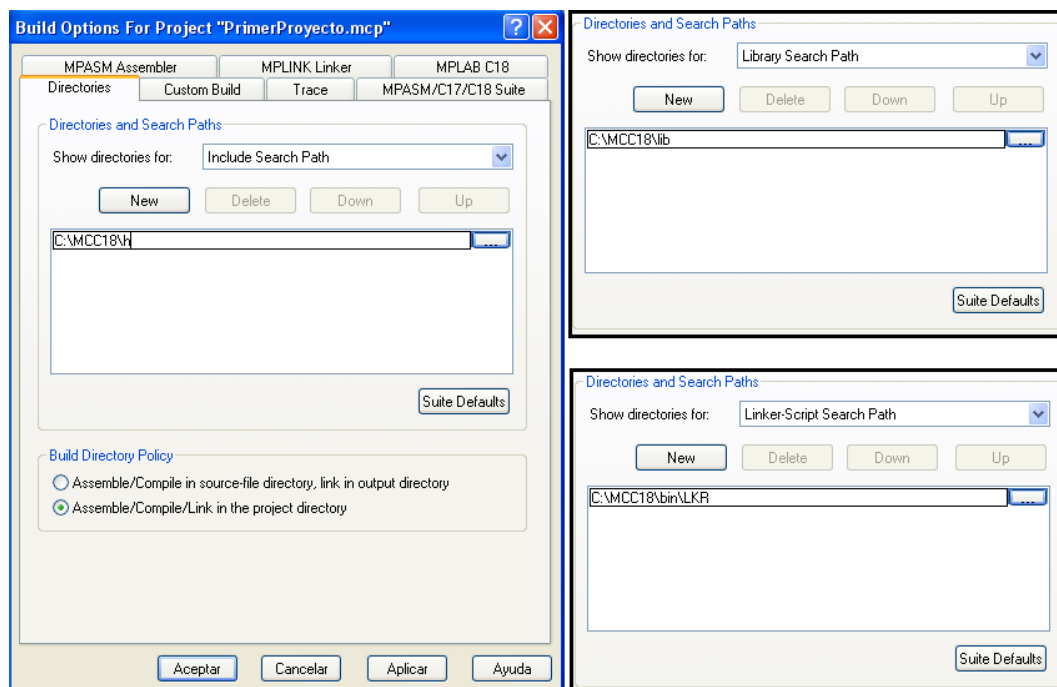 Build Options For Project "PrimerProyecto.mcp"
MPASM Assembler MPLINK Linker MPLAB C18
Directories Custom Build Trace MPASM/C17/C18 Suite
Directories and Search Paths
Show directories for: Include Search Path
New Delete Down Up
C:\MCC18\h
...
Suite Defaults
Build Directory Policy
Assemble/Compile in source-file directory, link in output directory
Assemble/Compile/Link in the project directory
Aceptar Cancelar Aplicar Ayuda
Directories and Search Paths
Show directories for: Library Search Path
New Delete Down Up
C:\MCC18\lib
...
Suite Defaults
Directories and Search Paths
Show directories for: Linker-Script Search Path
New Delete Down Up
C:\MCC18\bin\LKR
...
Suite Defaults